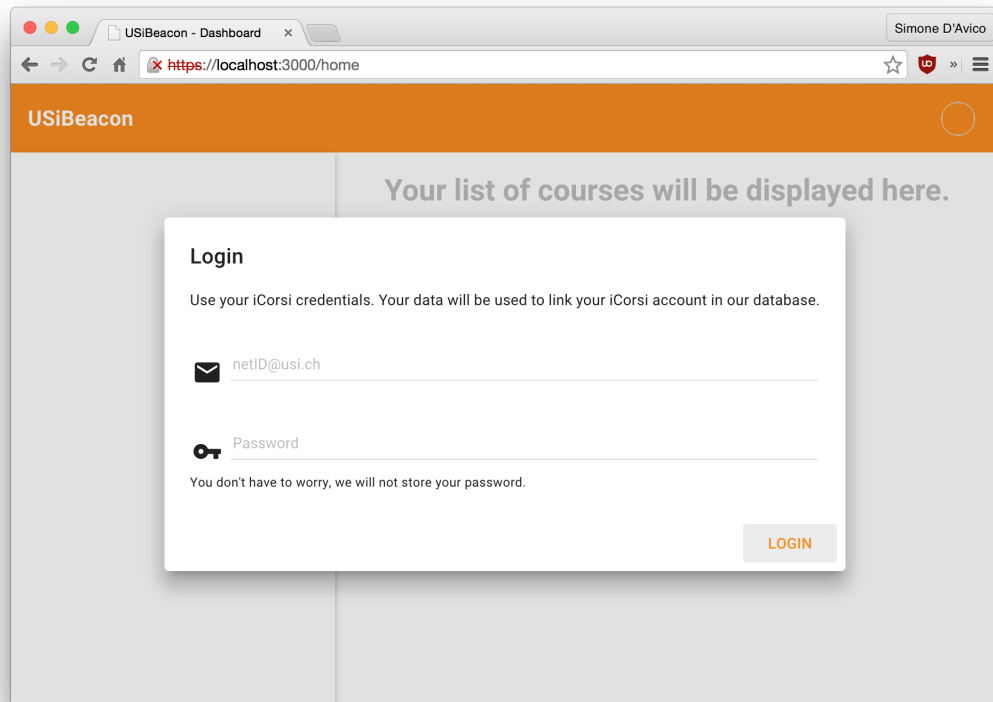 USiBeacon - Dashboard
Simone D'Avico
https://localhost:3000/home
USiBeacon
Your list of courses will be displayed here.
Login
Use your iCorsi credentials. Your data will be used to link your iCorsi account in our database.
netID@usi.ch
Password
You don't have to worry, we will not store your password.
LOGIN